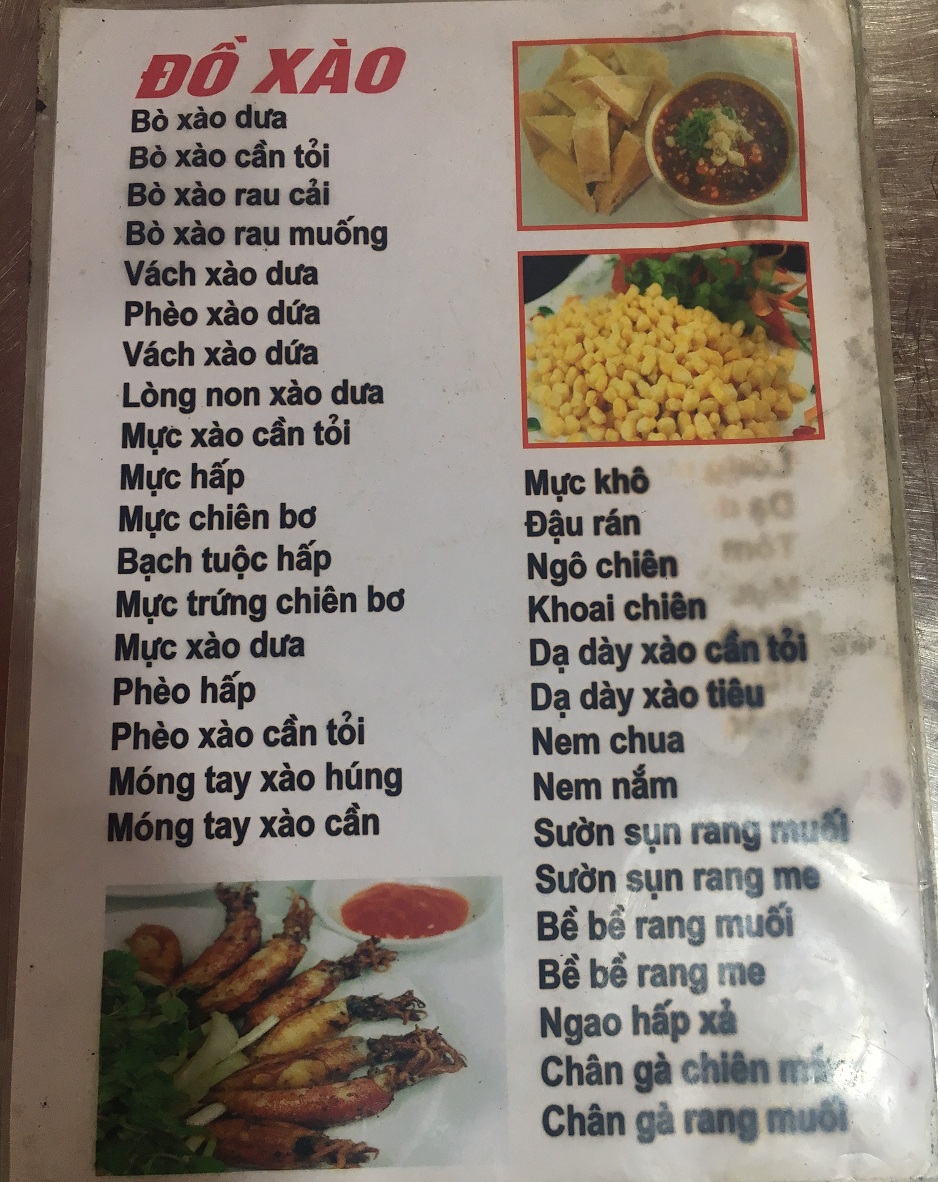 ĐỒ XÀO
Bò xào dưa
Bò xào cần tỏi
Bò xào rau cải
Bò xào rau muống
Vách xào dưa
Phèo xào dứa
Vách xào dứa
Lòng non xào dưa
Mực xào cần tỏi
Mực hấp
Mực chiên bơ
Bạch tuộc hấp
Mực trứng chiên bơ
Mực xào dưa
Phèo hấp
Phèo xào cần tỏi
Móng tay xào húng
Móng tay xào cần
Mực khô
Đậu rán
Ngô chiên
Khoai chiên
Dạ dày xào cần tỏi
Dạ dày xào tiêu
Nem chua
Nem nắm
Sườn sụn rang muối
Sườn sụn rang me
Bề bề rang muối
Bề bề rang me
Ngao hấp xả
Chân gà chiên
Chân gà rang muối